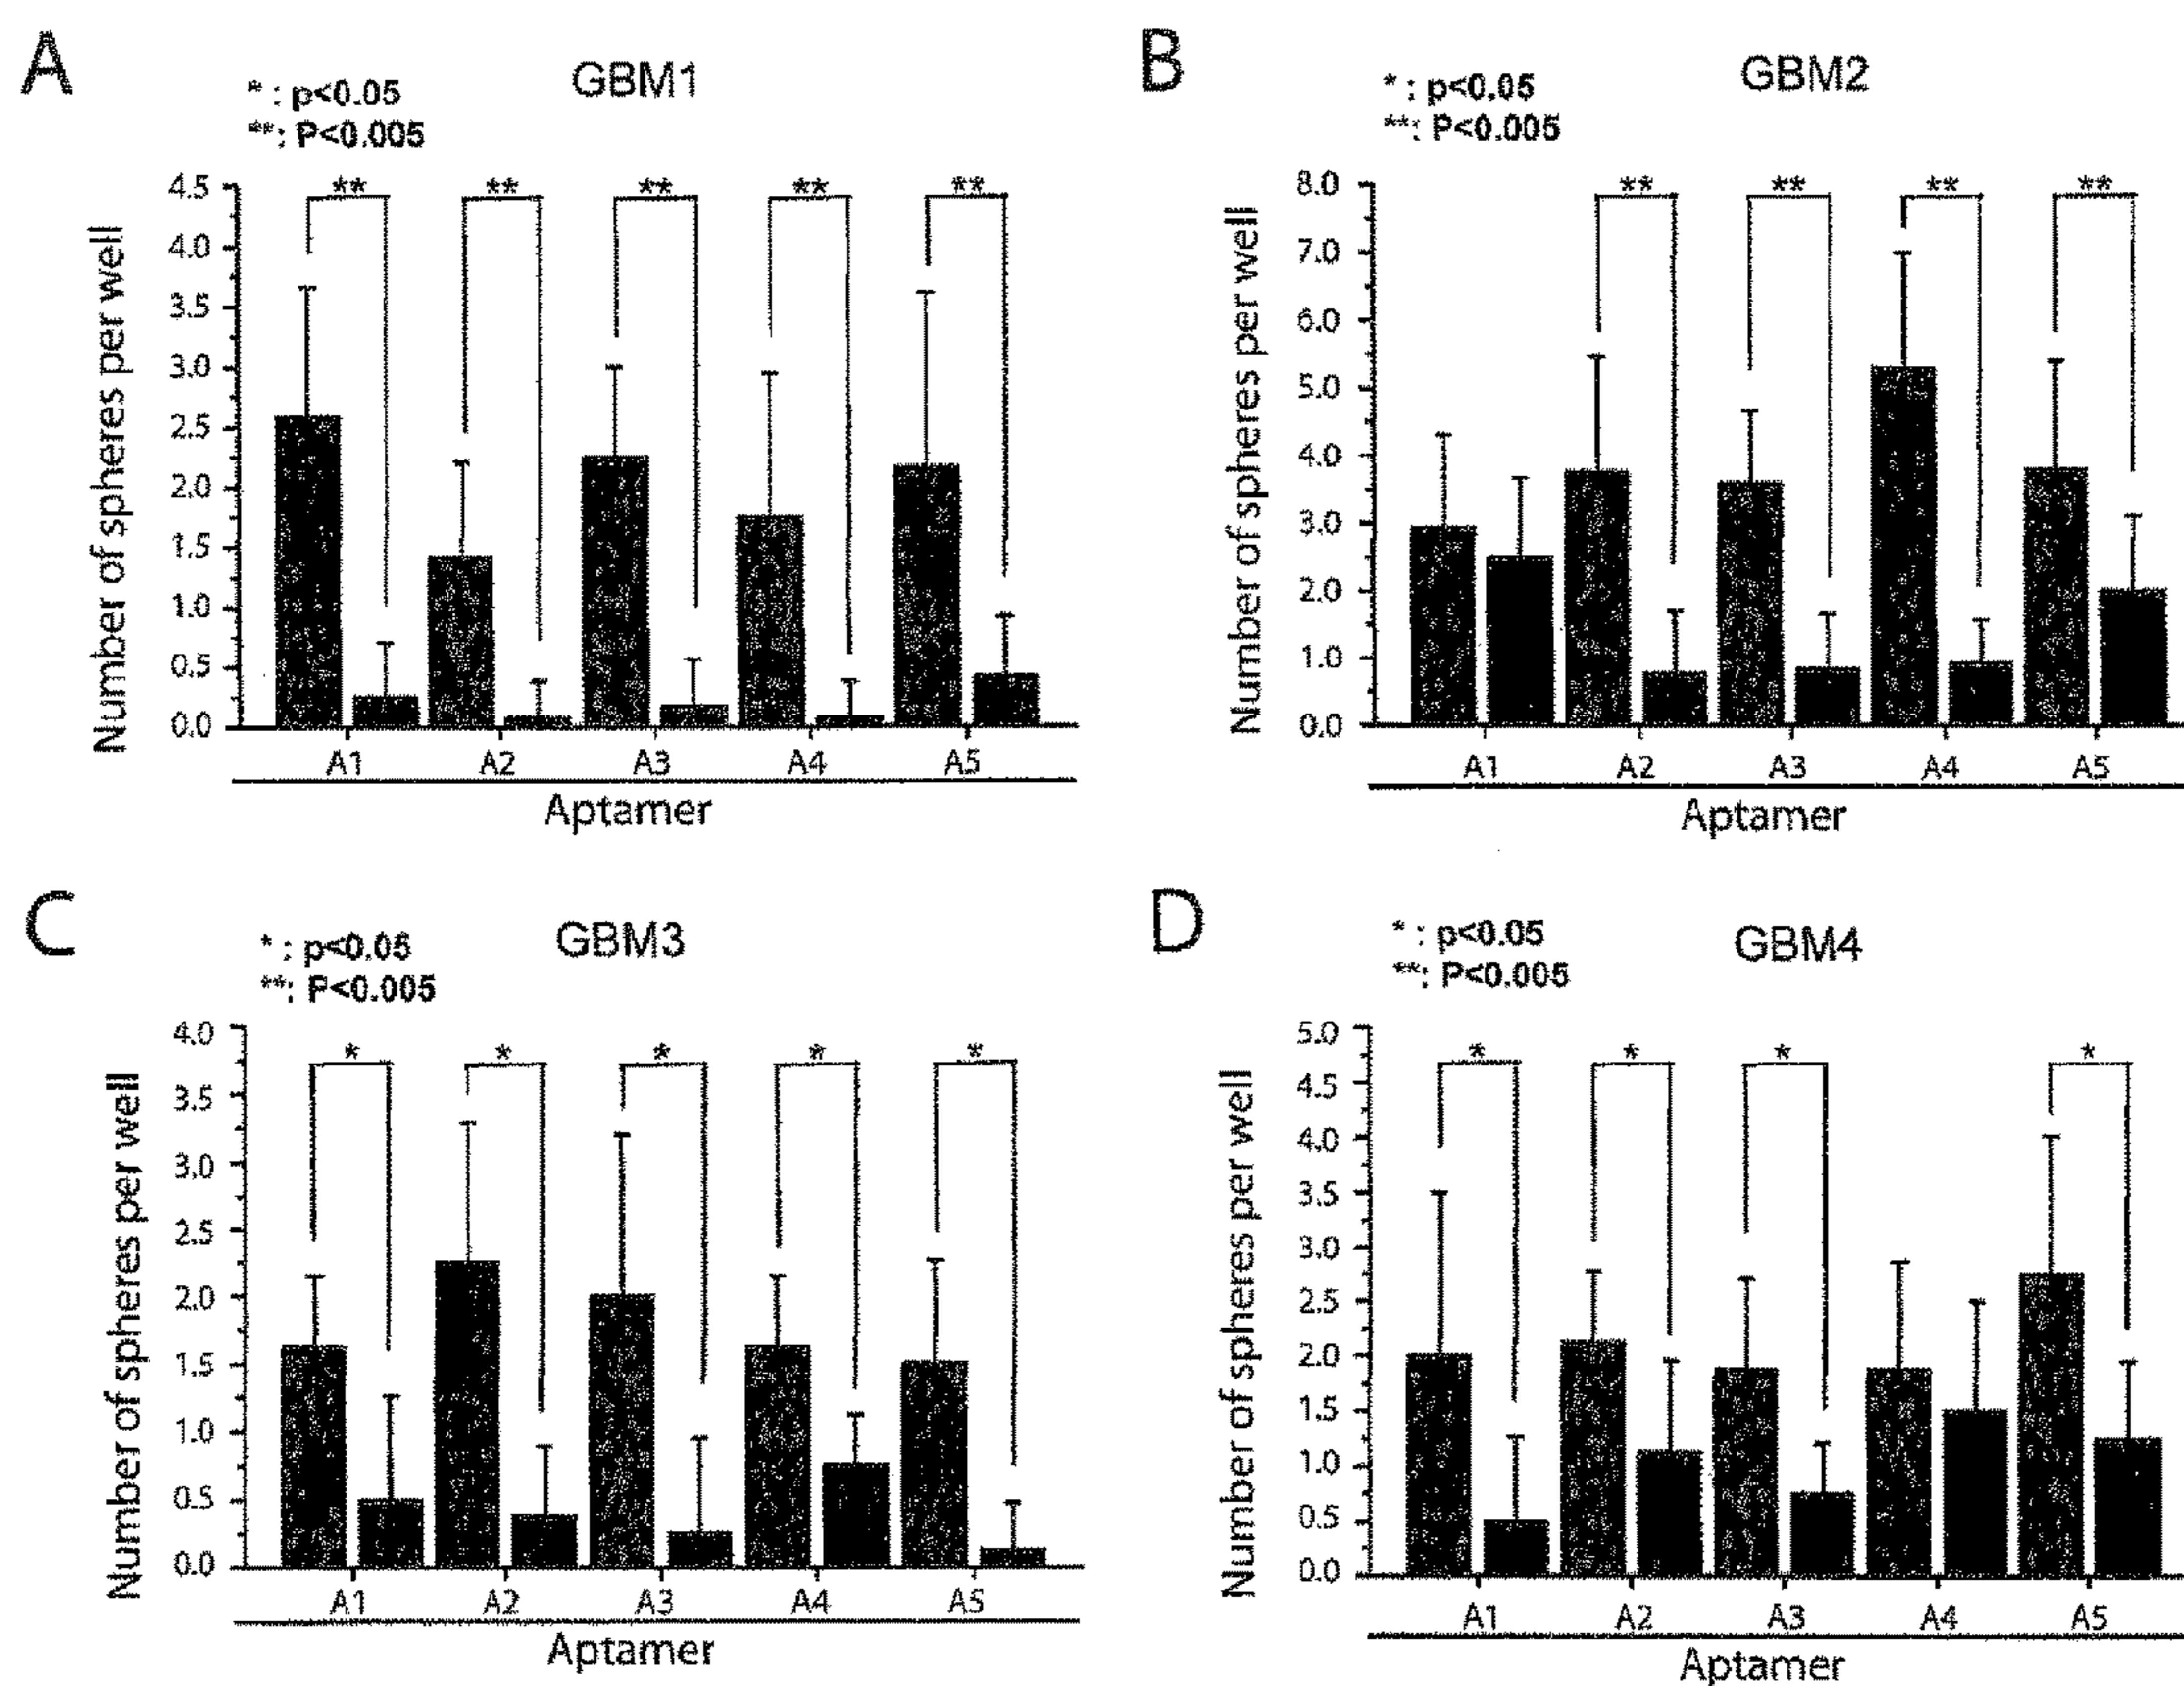 A
GBM1
* : p<0.05
**: P<0.005
Number of spheres per well
4.5
4.0
3.5
3.0
2.5
2.0
1.5
1.0
0.5
0.0
** ** ** ** **
A1 A2 A3 A4 A5
Aptamer
B
GBM2
* : p<0.05
**: P<0.005
Number of spheres per well
8.0
7.0
6.0
5.0
4.0
3.0
2.0
1.0
0.0
** ** ** **
A1 A2 A3 A4 A5
Aptamer
C
GBM3
* : p<0.05
**: P<0.005
Number of spheres per well
4.0
3.5
3.0
2.5
2.0
1.5
1.0
0.5
0.0
* * * * *
A1 A2 A3 A4 A5
Aptamer
D
GBM4
* : p<0.05
**: P<0.005
Number of spheres per well
5.0
4.5
4.0
3.5
3.0
2.5
2.0
1.5
1.0
0.5
0.0
* * * *
A1 A2 A3 A4 A5
Aptamer